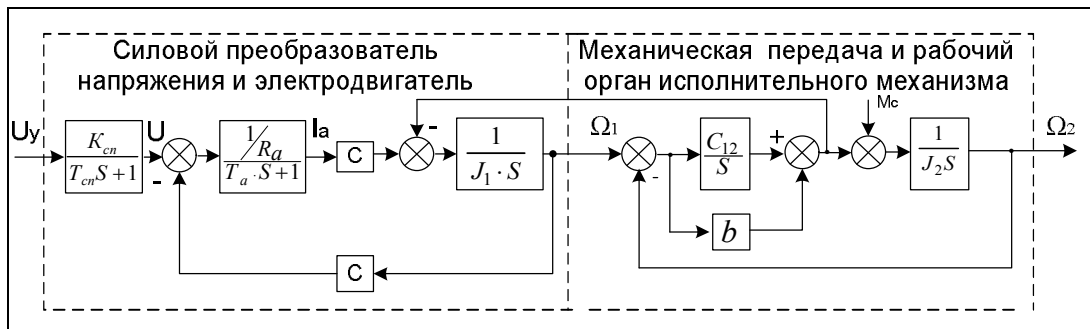 Силовой преобразователь
напряжения и электродвигатель
Механическая передача и рабочий
орган исполнительного механизма
Uy
Kсп
TспS+1
U
-
1/Ra
Ta·S+1
Ia
C
-
1
J1·S
C
Ω1
-
C12
S
b
+
Mc
1
J2S
Ω2